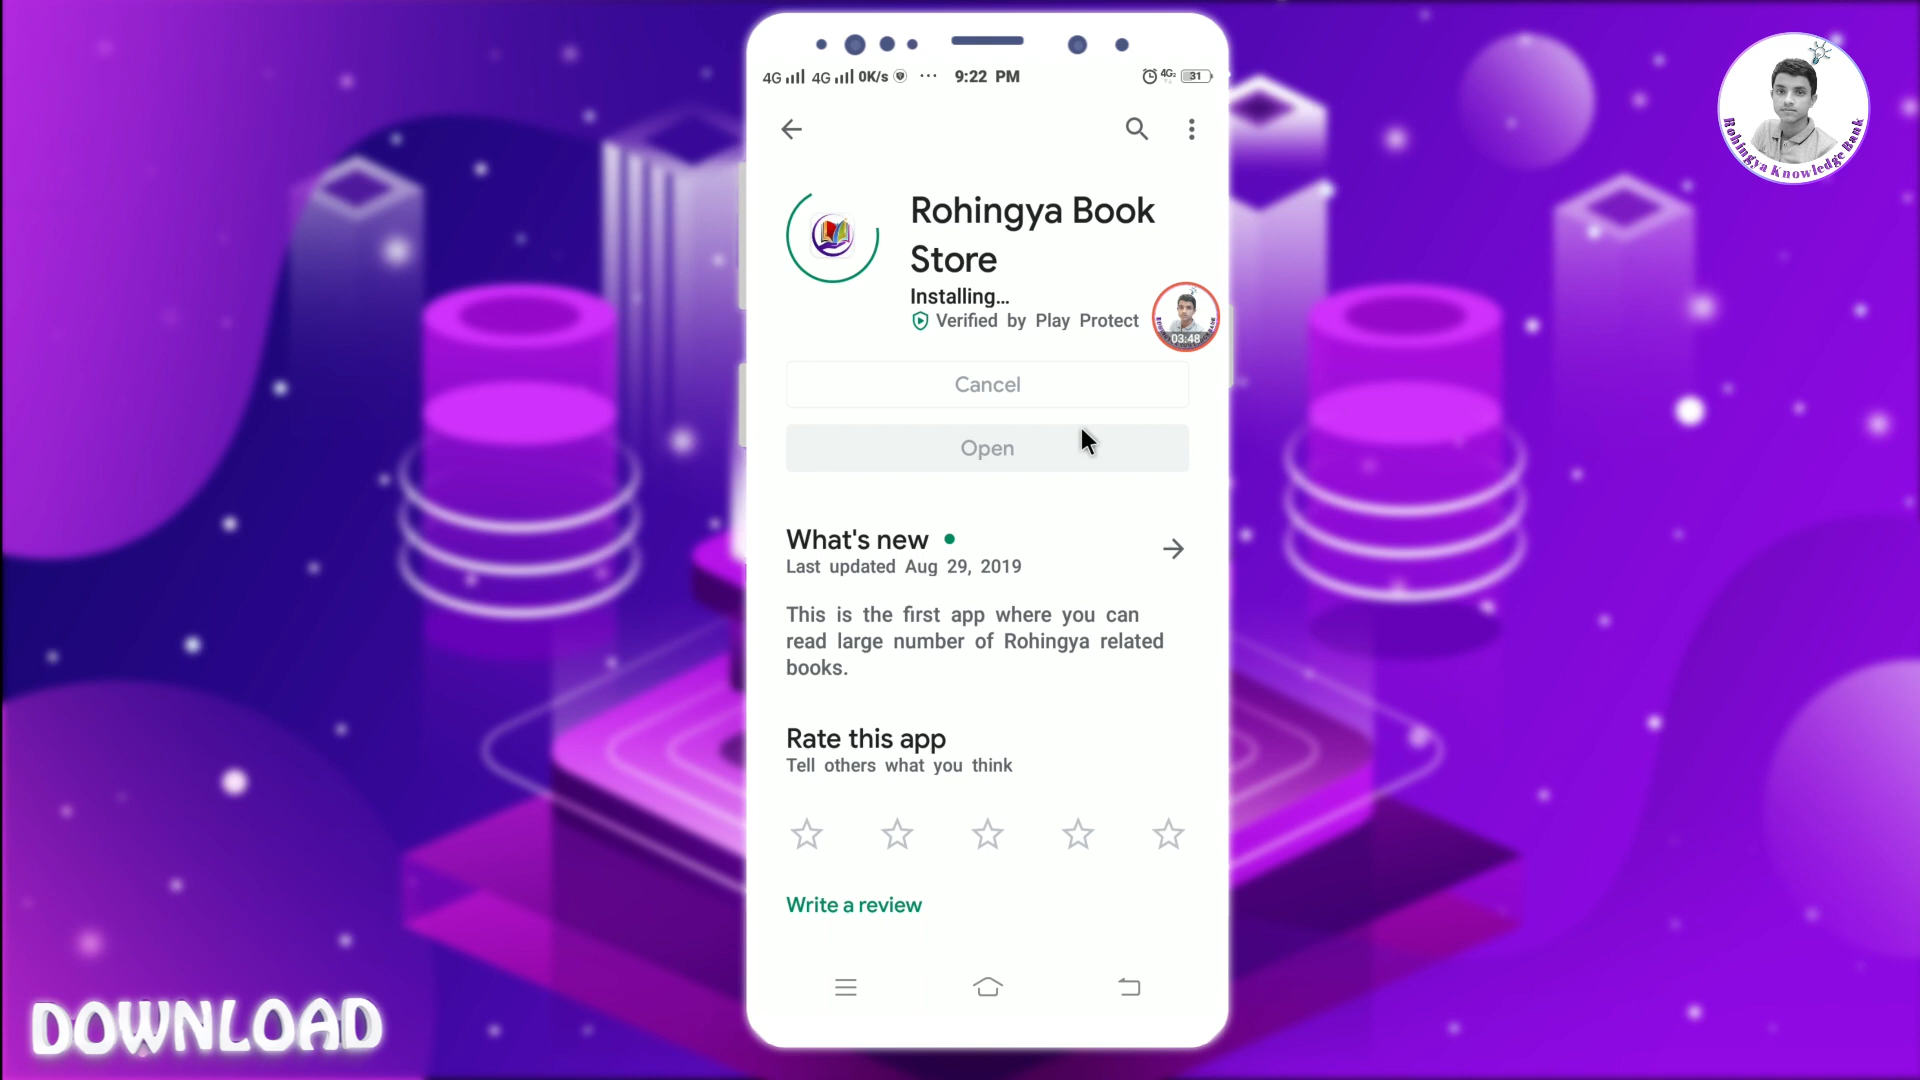 4G 4G 0K/s ... 9:22 PM 4G 31
Rohingya Knowledge Bank
Rohingya Book
Store
Installing...
Verified by Play Protect
03:48
Cancel
Open
What's new
Last updated Aug 29, 2019
This is the first app where you can
read large number of Rohingya related
books.
Rate this app
Tell others what you think
Write a review
DOWNLOAD